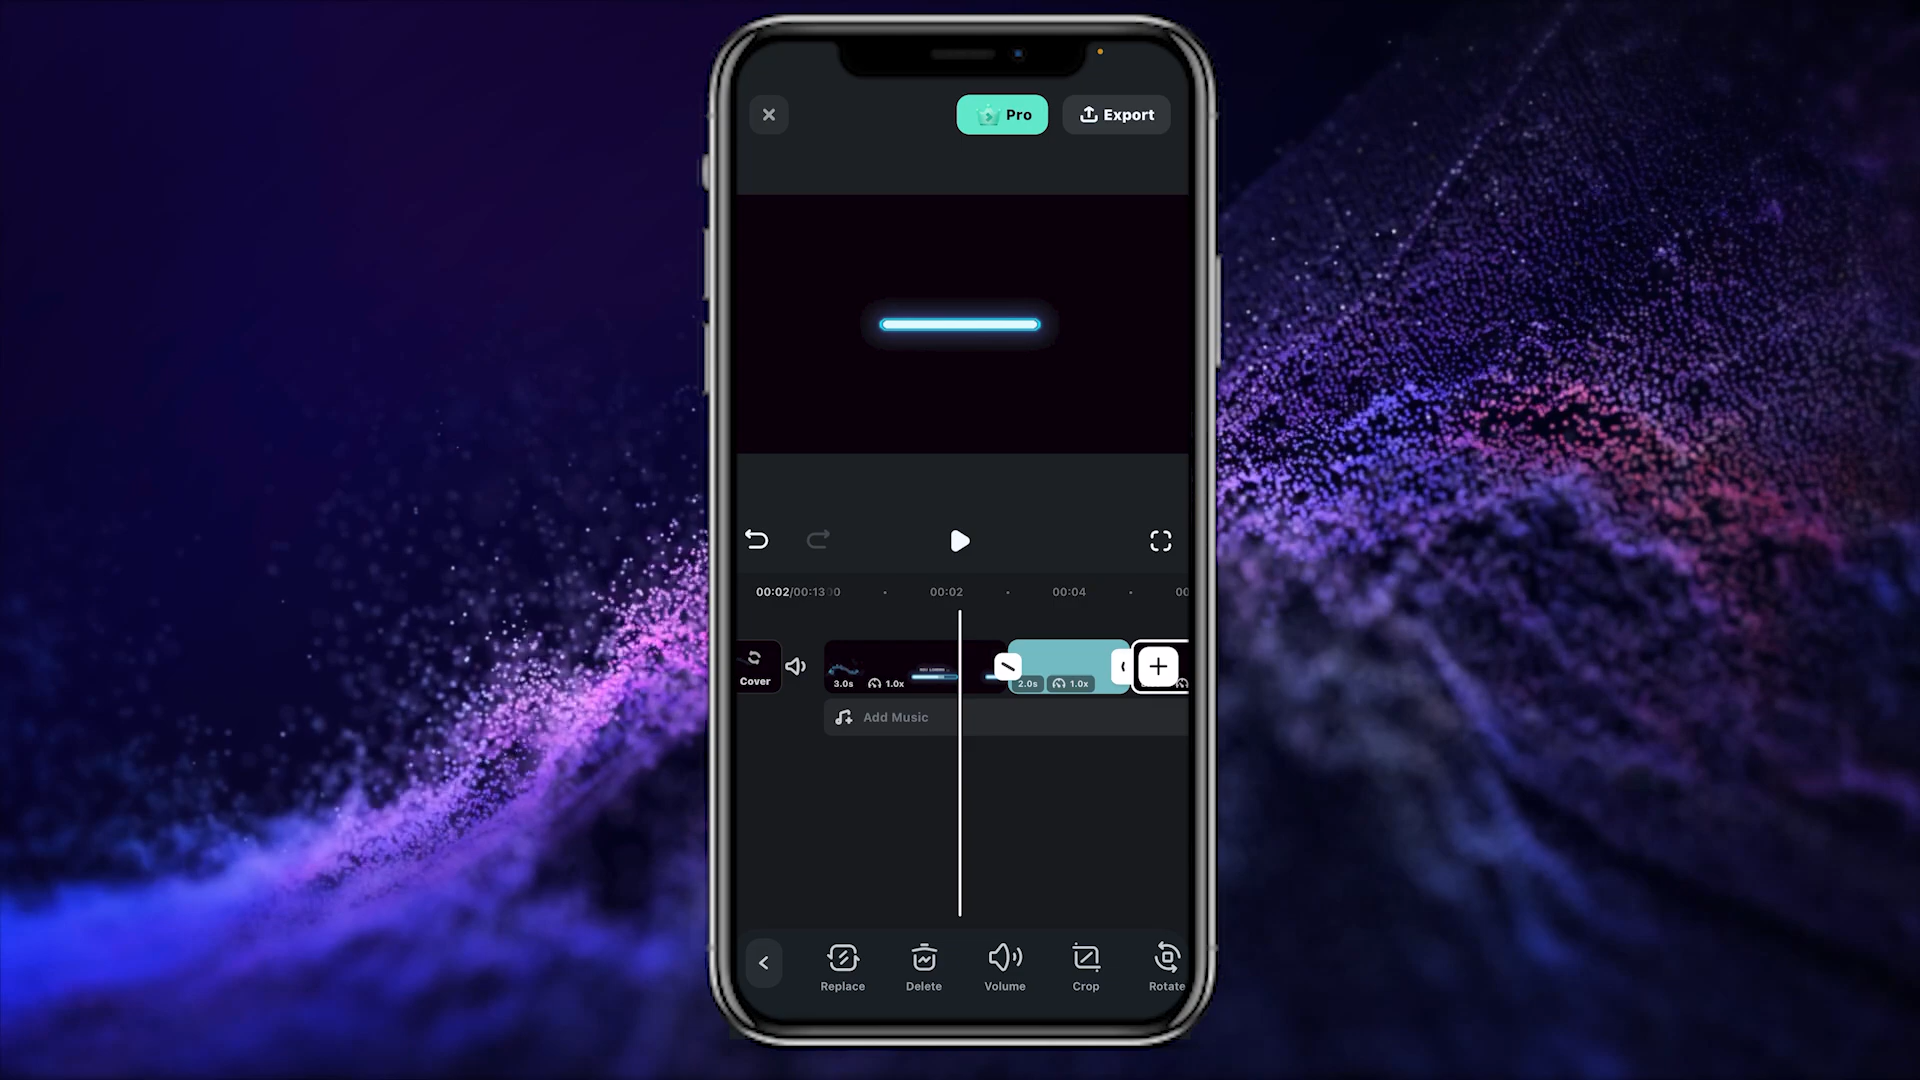 Pro
Export
00:02/00:13
00:02
00:04
00
Cover
3.0s
1.0x
2.0s
1.0x
Add Music
Replace
Delete
Volume
Crop
Rotate